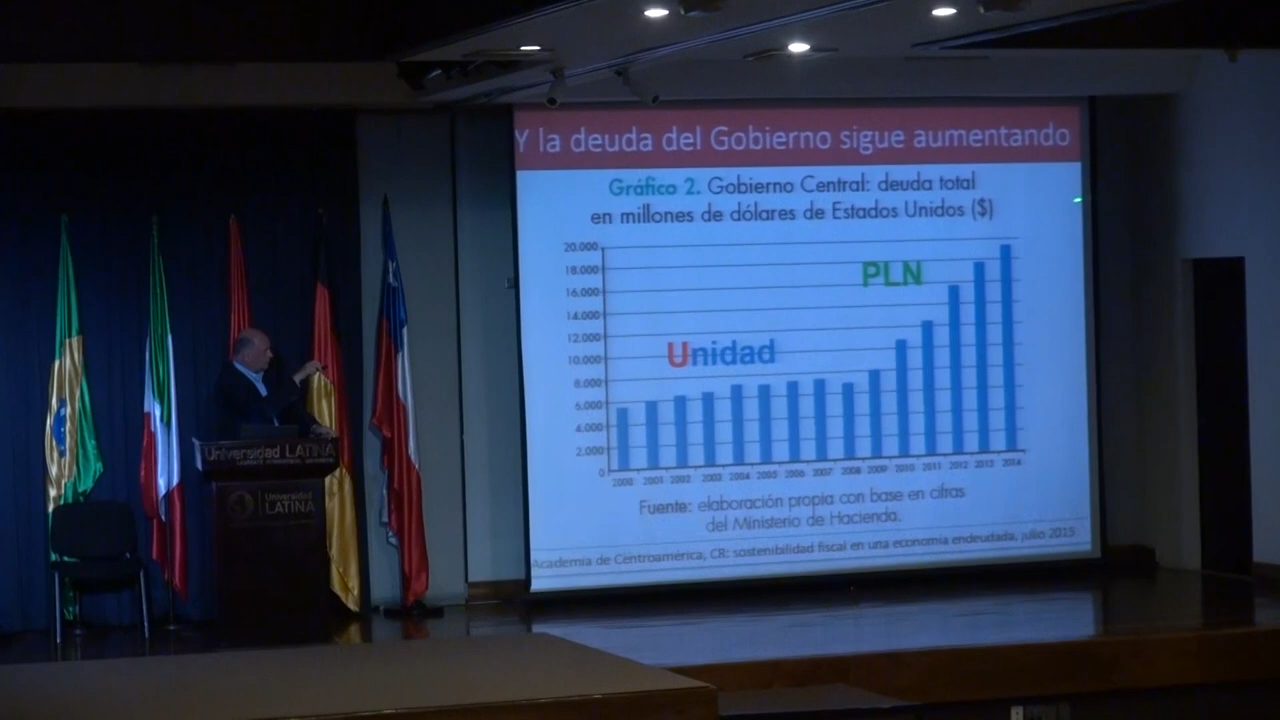 Y la deuda del Gobierno sigue aumentando
Gráfico 2. Gobierno Central: deuda total
en millones de dólares de Estados Unidos ($)
20.000
18.000
16.000
14.000
12.000
10.000
8.000
6.000
4.000
2.000
0
PLN
Unidad
2000 2001 2002 2003 2004 2005 2006 2007 2008 2009 2010 2011 2012 2013 2014
Fuente: elaboración propia con base en cifras
del Ministerio de Hacienda.
Academia de Centroamérica, CR: sostenibilidad fiscal en una economía endeudada, julio 2015
Universidad LATINA
Universidad
LATINA